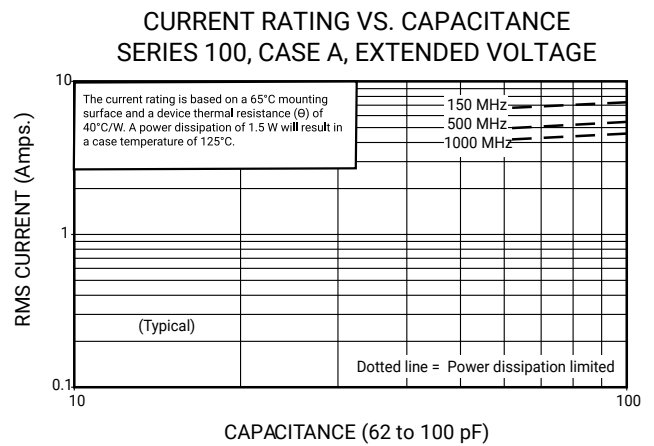 CURRENT RATING VS. CAPACITANCE
SERIES 100, CASE A, EXTENDED VOLTAGE
10
The current rating is based on a 65°C mounting
surface and a device thermal resistance (Θ) of
40°C/W. A power dissipation of 1.5 W will result in
a case temperature of 125°C.
150 MHz
500 MHz
1000 MHz
RMS CURRENT (Amps.)
1
(Typical)
Dotted line = Power dissipation limited
0.1
10
100
CAPACITANCE (62 to 100 pF)